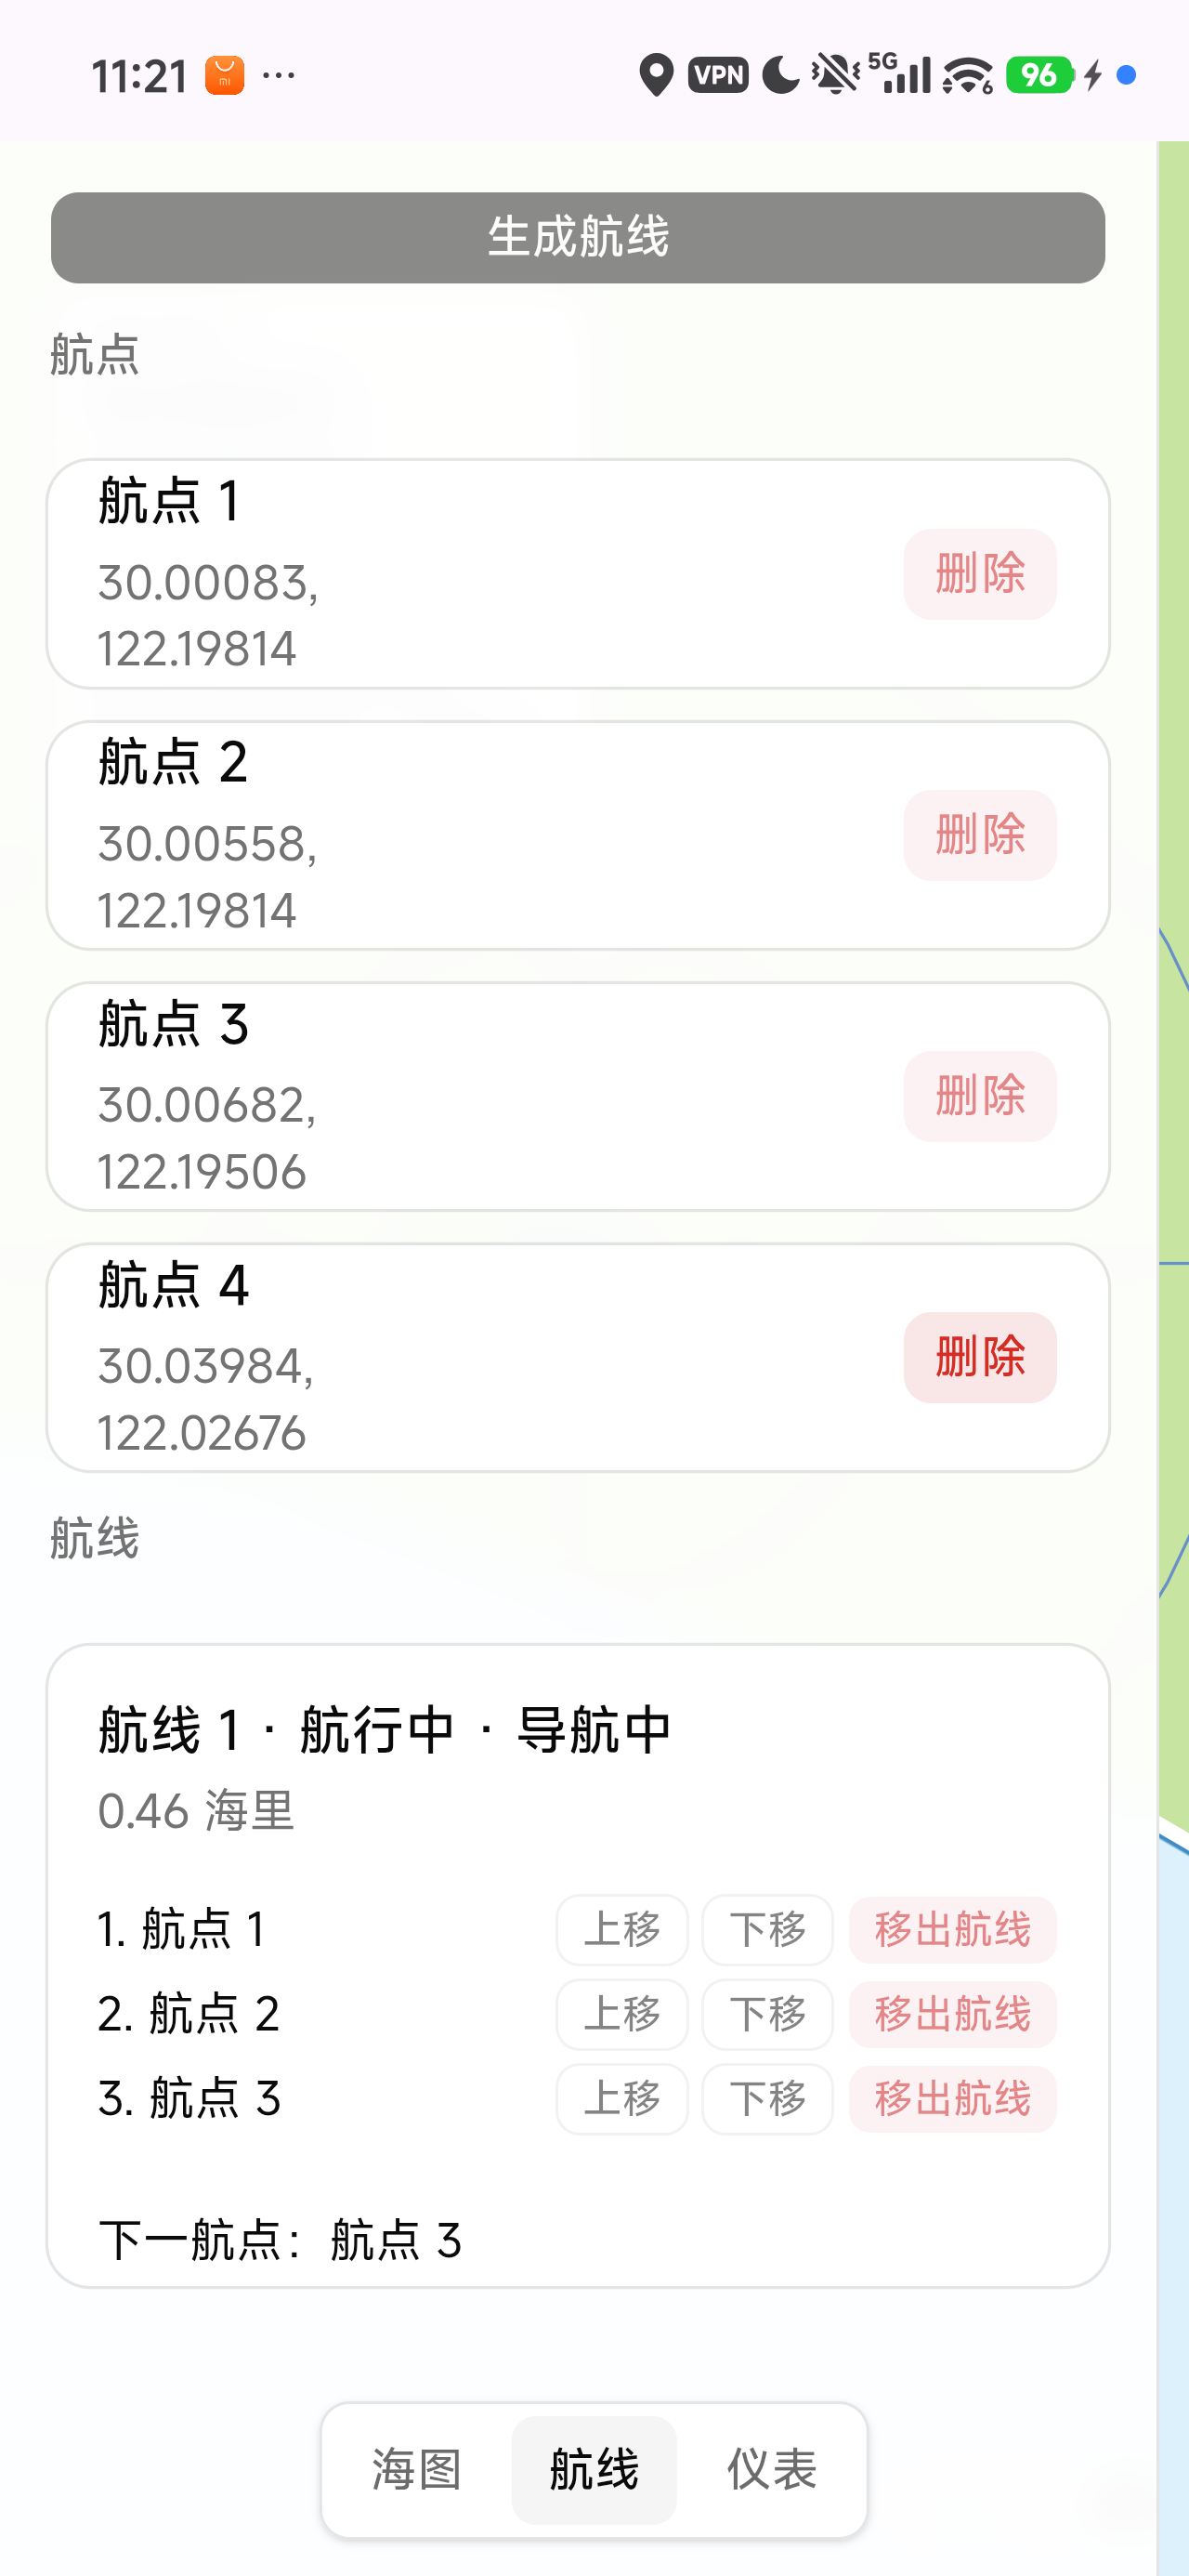 11:21 mi ... VPN 5G 6 96
生成航线
航点
航点 1
30.00083,
122.19814
删除
航点 2
30.00558,
122.19814
删除
航点 3
30.00682,
122.19506
删除
航点 4
30.03984,
122.02676
删除
航线
航线 1 · 航行中 · 导航中
0.46 海里
1. 航点 1 上移 下移 移出航线
2. 航点 2 上移 下移 移出航线
3. 航点 3 上移 下移 移出航线
下一航点：航点 3
海图 航线 仪表